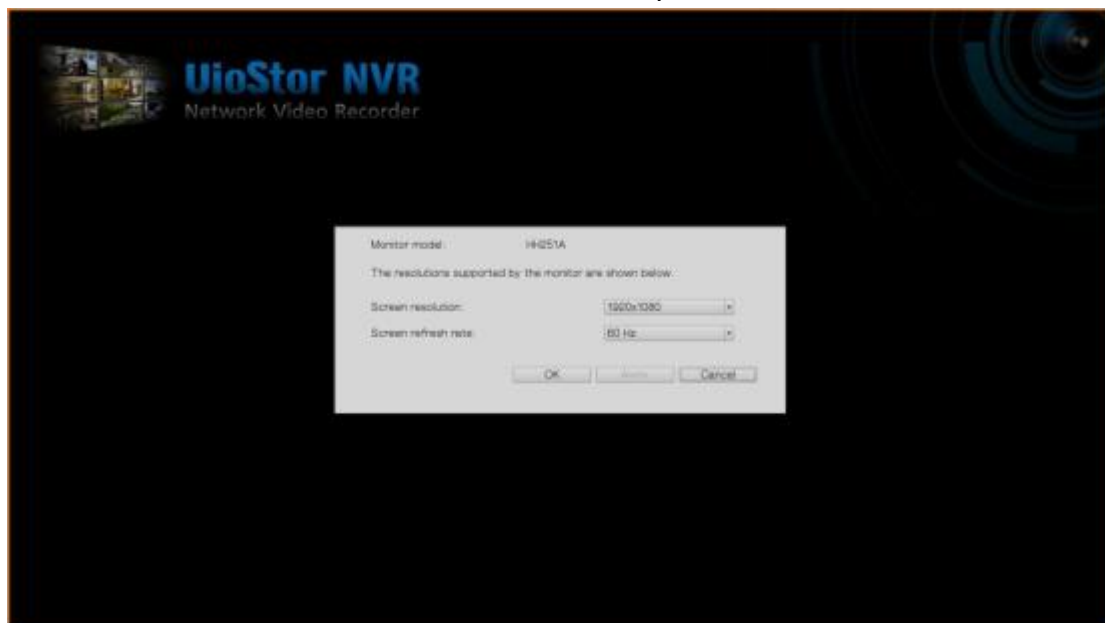 VioStor NVR
Network Video Recorder
Monitor model: HH251A
The resolutions supported by the monitor are shown below.
Screen resolution: 1920x1080
Screen refresh rate: 60 Hz
OK Cancel